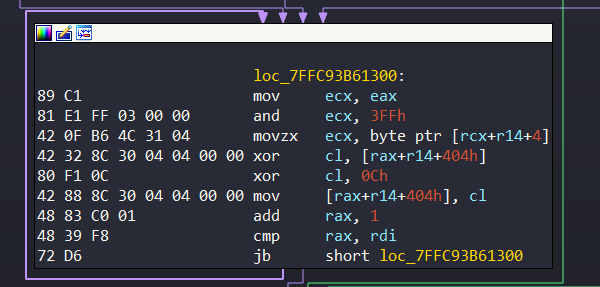 loc_7FFC93B61300:
89 C1 mov ecx, eax
81 E1 FF 03 00 00 and ecx, 3FFh
42 0F B6 4C 31 04 movzx ecx, byte ptr [rcx+r14+4]
42 32 8C 30 04 04 00 00 xor cl, [rax+r14+404h]
80 F1 0C xor cl, 0Ch
42 88 8C 30 04 04 00 00 mov [rax+r14+404h], cl
48 83 C0 01 add rax, 1
48 39 F8 cmp rax, rdi
72 D6 jb short loc_7FFC93B61300